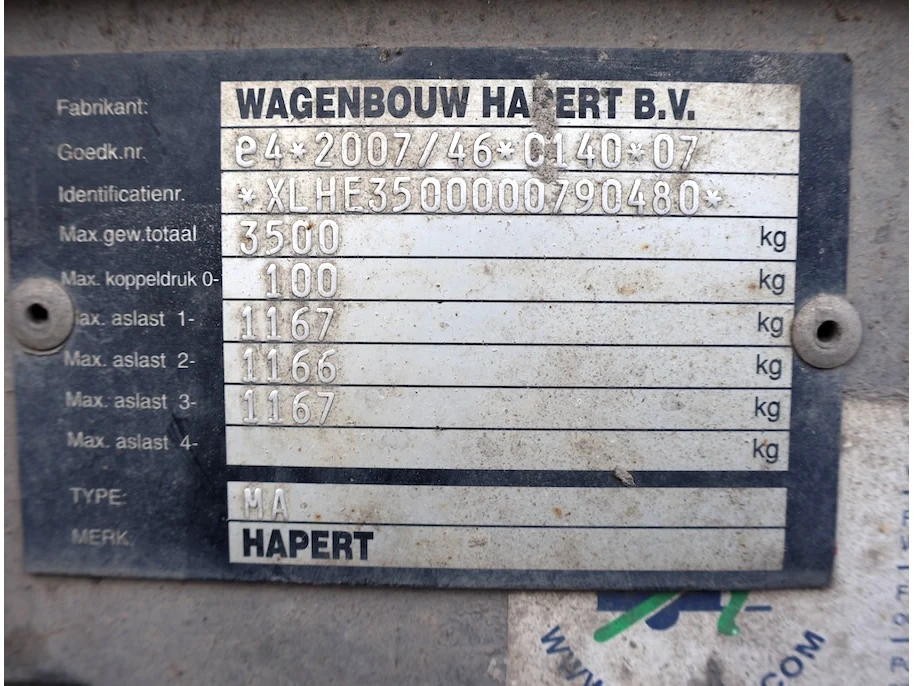 Fabrikant: WAGENBOUW HAPERT B.V.
Goedk.nr. e4*2007/46*0140*07
Identificatienr. *XLHE3500000790480*
Max.gew.totaal 3500 kg
Max. koppeldruk 0- 100 kg
Max. aslast 1- 1167 kg
Max. aslast 2- 1166 kg
Max. aslast 3- 1167 kg
Max. aslast 4- kg
TYPE: MA
MERK: HAPERT